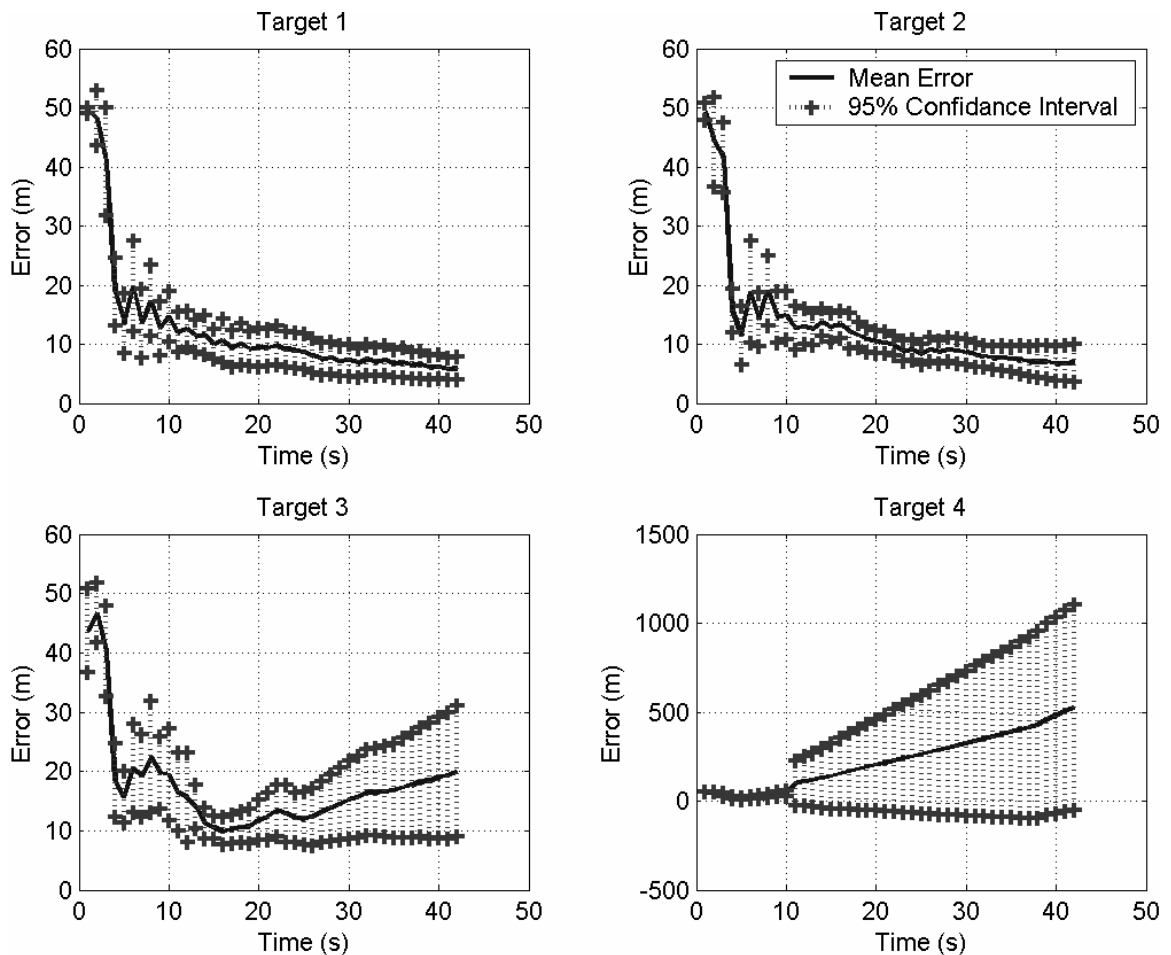 Target 1
60
50
40
30
20
10
0
Error (m)
0 10 20 30 40 50
Time (s)
Target 2
60
50
40
30
20
10
0
Error (m)
Mean Error
95% Confidance Interval
0 10 20 30 40 50
Time (s)
Target 3
60
50
40
30
20
10
0
Error (m)
0 10 20 30 40 50
Time (s)
Target 4
1500
1000
500
0
-500
Error (m)
0 10 20 30 40 50
Time (s)